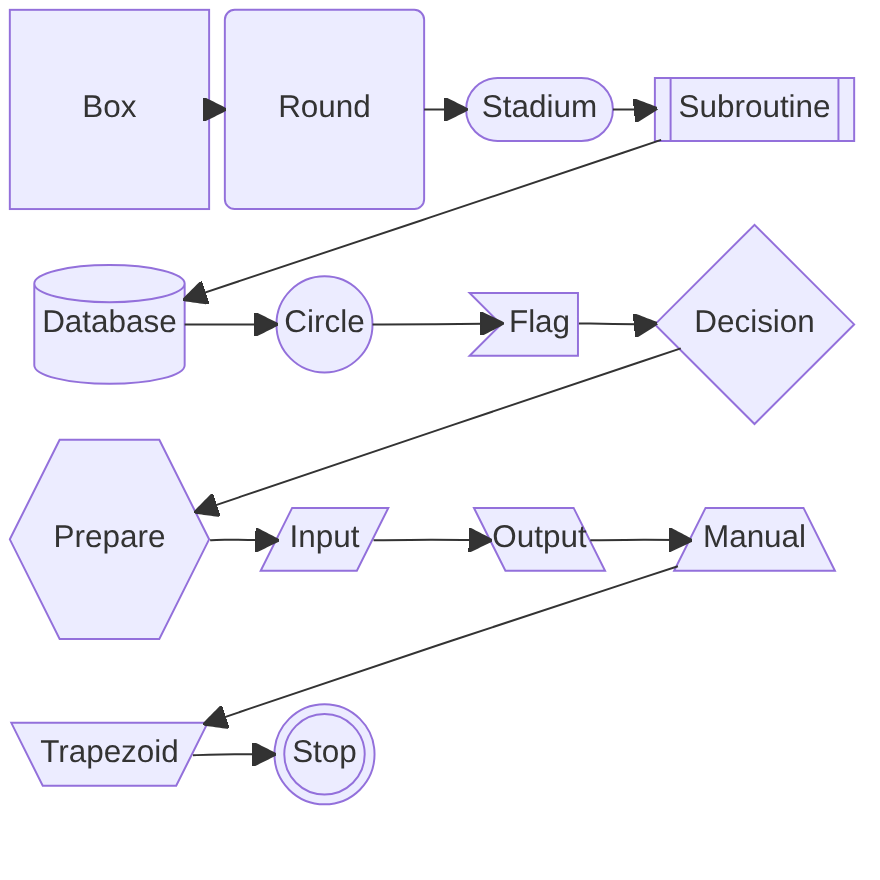 Box
Round
Stadium
Subroutine
Database
Circle
Flag
Decision
Prepare
Input
Output
Manual
Trapezoid
Stop